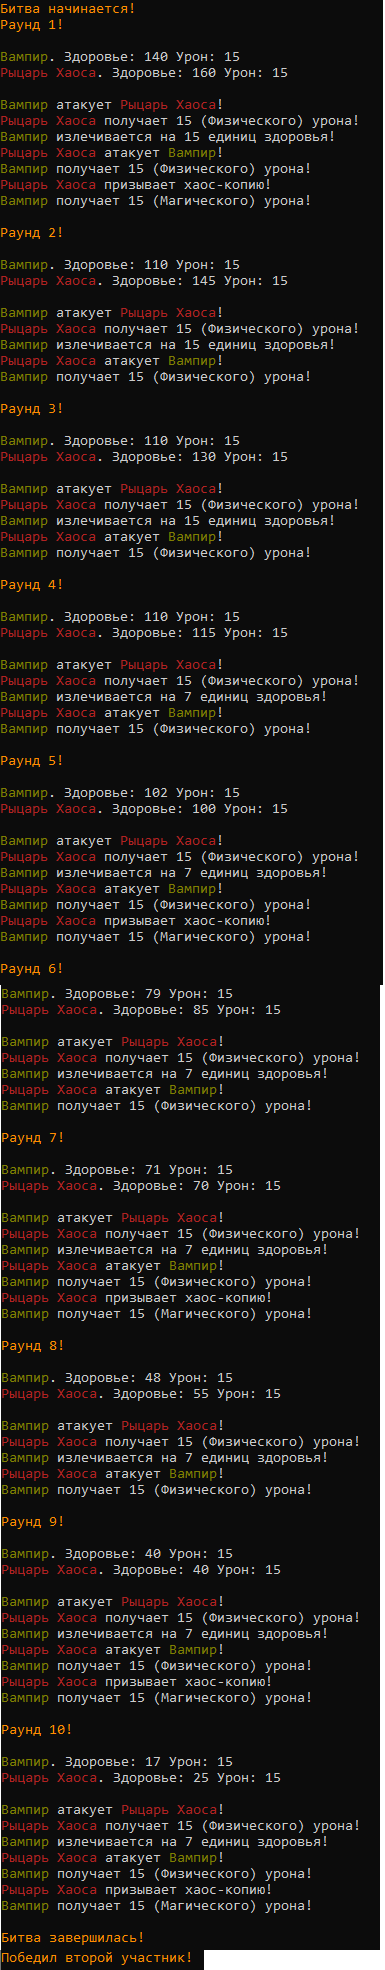 Битва начинается!
Раунд 1!
Вампир. Здоровье: 140 Урон: 15
Рыцарь Хаоса. Здоровье: 160 Урон: 15
Вампир атакует Рыцарь Хаоса!
Рыцарь Хаоса получает 15 (Физического) урона!
Вампир излечивается на 15 единиц здоровья!
Рыцарь Хаоса атакует Вампир!
Вампир получает 15 (Физического) урона!
Рыцарь Хаоса призывает хаос-копию!
Вампир получает 15 (Магического) урона!
Раунд 2!
Вампир. Здоровье: 110 Урон: 15
Рыцарь Хаоса. Здоровье: 145 Урон: 15
Вампир атакует Рыцарь Хаоса!
Рыцарь Хаоса получает 15 (Физического) урона!
Вампир излечивается на 15 единиц здоровья!
Рыцарь Хаоса атакует Вампир!
Вампир получает 15 (Физического) урона!
Раунд 3!
Вампир. Здоровье: 110 Урон: 15
Рыцарь Хаоса. Здоровье: 130 Урон: 15
Вампир атакует Рыцарь Хаоса!
Рыцарь Хаоса получает 15 (Физического) урона!
Вампир излечивается на 15 единиц здоровья!
Рыцарь Хаоса атакует Вампир!
Вампир получает 15 (Физического) урона!
Раунд 4!
Вампир. Здоровье: 110 Урон: 15
Рыцарь Хаоса. Здоровье: 115 Урон: 15
Вампир атакует Рыцарь Хаоса!
Рыцарь Хаоса получает 15 (Физического) урона!
Вампир излечивается на 7 единиц здоровья!
Рыцарь Хаоса атакует Вампир!
Вампир получает 15 (Физического) урона!
Раунд 5!
Вампир. Здоровье: 102 Урон: 15
Рыцарь Хаоса. Здоровье: 100 Урон: 15
Вампир атакует Рыцарь Хаоса!
Рыцарь Хаоса получает 15 (Физического) урона!
Вампир излечивается на 7 единиц здоровья!
Рыцарь Хаоса атакует Вампир!
Вампир получает 15 (Физического) урона!
Рыцарь Хаоса призывает хаос-копию!
Вампир получает 15 (Магического) урона!
Раунд 6!
Вампир. Здоровье: 79 Урон: 15
Рыцарь Хаоса. Здоровье: 85 Урон: 15
Вампир атакует Рыцарь Хаоса!
Рыцарь Хаоса получает 15 (Физического) урона!
Вампир излечивается на 7 единиц здоровья!
Рыцарь Хаоса атакует Вампир!
Вампир получает 15 (Физического) урона!
Раунд 7!
Вампир. Здоровье: 71 Урон: 15
Рыцарь Хаоса. Здоровье: 70 Урон: 15
Вампир атакует Рыцарь Хаоса!
Рыцарь Хаоса получает 15 (Физического) урона!
Вампир излечивается на 7 единиц здоровья!
Рыцарь Хаоса атакует Вампир!
Вампир получает 15 (Физического) урона!
Рыцарь Хаоса призывает хаос-копию!
Вампир получает 15 (Магического) урона!
Раунд 8!
Вампир. Здоровье: 48 Урон: 15
Рыцарь Хаоса. Здоровье: 55 Урон: 15
Вампир атакует Рыцарь Хаоса!
Рыцарь Хаоса получает 15 (Физического) урона!
Вампир излечивается на 7 единиц здоровья!
Рыцарь Хаоса атакует Вампир!
Вампир получает 15 (Физического) урона!
Раунд 9!
Вампир. Здоровье: 40 Урон: 15
Рыцарь Хаоса. Здоровье: 40 Урон: 15
Вампир атакует Рыцарь Хаоса!
Рыцарь Хаоса получает 15 (Физического) урона!
Вампир излечивается на 7 единиц здоровья!
Рыцарь Хаоса атакует Вампир!
Вампир получает 15 (Физического) урона!
Рыцарь Хаоса призывает хаос-копию!
Вампир получает 15 (Магического) урона!
Раунд 10!
Вампир. Здоровье: 17 Урон: 15
Рыцарь Хаоса. Здоровье: 25 Урон: 15
Вампир атакует Рыцарь Хаоса!
Рыцарь Хаоса получает 15 (Физического) урона!
Вампир излечивается на 7 единиц здоровья!
Рыцарь Хаоса атакует Вампир!
Вампир получает 15 (Физического) урона!
Рыцарь Хаоса призывает хаос-копию!
Вампир получает 15 (Магического) урона!
Битва завершилась!
Победил второй участник!